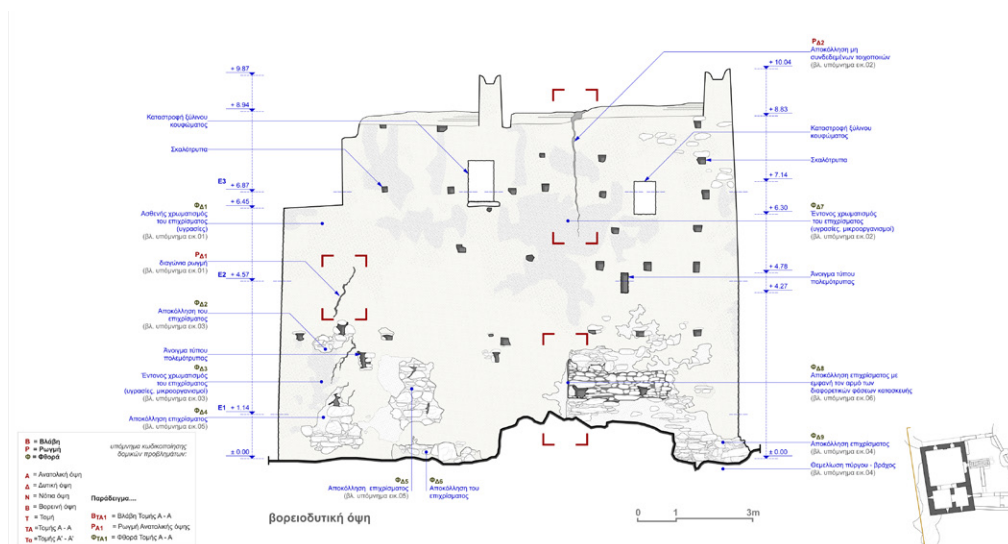 ΡΔ2
Αποκόλληση μη
συνδεδεμένων τοιχοποιιών
(βλ. υπόμνημα εικ.02)
+ 9.87
+ 10.04
+ 8.94
+ 8.83
Καταστροφή ξύλινου
κουφώματος
Καταστροφή ξύλινου
κουφώματος
Σκαλότρυπα
Σκαλότρυπα
+ 7.14
Ε3
+ 6.87
+ 6.45
+ 6.30
ΦΔ1
Ασθενής χρωματισμός
του επιχρίσματος
(υγρασίες)
(βλ. υπόμνημα εικ.01)
ΦΔ7
Έντονος χρωματισμός
του επιχρίσματος
(υγρασίες, μικροοργανισμοί)
(βλ. υπόμνημα εικ.02)
ΡΔ1
διαγώνια ρωγμή
(βλ. υπόμνημα εικ.01)
Ε2
+ 4.57
+ 4.78
+ 4.27
Άνοιγμα τύπου
πολεμότρυπας
ΦΔ2
Αποκόλληση του
επιχρίσματος
(βλ. υπόμνημα εικ.03)
Άνοιγμα τύπου
πολεμότρυπας
ΦΔ3
Έντονος χρωματισμός
του επιχρίσματος
(υγρασίες, μικροοργανισμοί)
(βλ. υπόμνημα εικ.03)
ΦΔ8
Αποκόλληση επιχρίσματος με
εμφανή τον αρμό των
διαφορετικών φάσεων κατασκευής
(βλ. υπόμνημα εικ.06)
ΦΔ4
Αποκόλληση επιχρίσματος
(βλ. υπόμνημα εικ.05)
Ε1
+ 1.14
ΦΔ9
Αποκόλληση επιχρίσματος
(βλ. υπόμνημα εικ.04)
± 0.00
± 0.00
Θεμελίωση πύργου - βράχος
(βλ. υπόμνημα εικ.04)
ΦΔ5
Αποκόλληση επιχρίσματος
(βλ. υπόμνημα εικ.05)
ΦΔ6
Αποκόλληση του
επιχρίσματος
Β = Βλάβη
Ρ = Ρωγμή
Φ = Φθορά
υπόμνημα κωδικοποίησης
δομικών προβλημάτων:
Α = Ανατολική όψη
Δ = Δυτική όψη
Ν = Νότια όψη
Β = Βορεινή όψη
Τ = Τομή
ΤΑ =Τομής Α - Α
Τα =Τομής Α' - Α'
Παράδειγμα....
ΒΤΑ1 = Βλάβη Τομής Α - Α
ΡΑ1 = Ρωγμή Ανατολικής όψης
ΦΤΑ1 = Φθορά Τομής Α - Α
βορειοδυτική όψη
0 1 3m